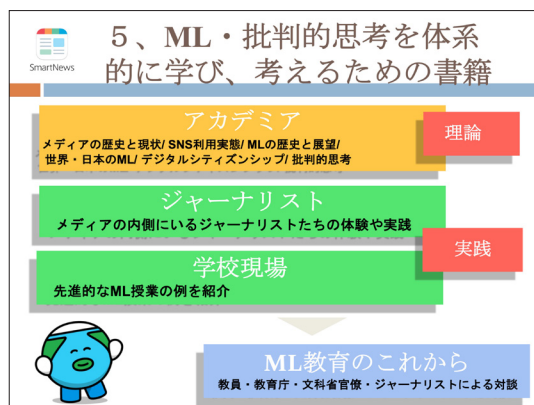 SmartNews
５、ML・批判的思考を体系
的に学び、考えるための書籍
アカデミア
メディアの歴史と現状/ SNS利用実態/ MLの歴史と展望/
世界・日本のML/ デジタルシティズンシップ/ 批判的思考
理論
ジャーナリスト
メディアの内側にいるジャーナリストたちの体験や実践
実践
学校現場
先進的なML授業の例を紹介
ML教育のこれから
教員・教育庁・文科省官僚・ジャーナリストによる対談